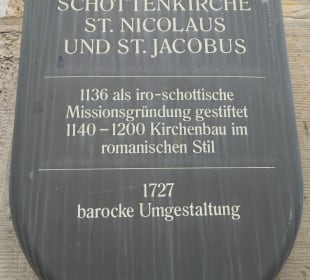 SCHOTTENKIRCHE
ST. NICOLAUS
UND ST. JACOBUS
1136 als iro-schottische
Missionsgründung gestiftet
1140–1200 Kirchenbau im
romanischen Stil
1727
barocke Umgestaltung